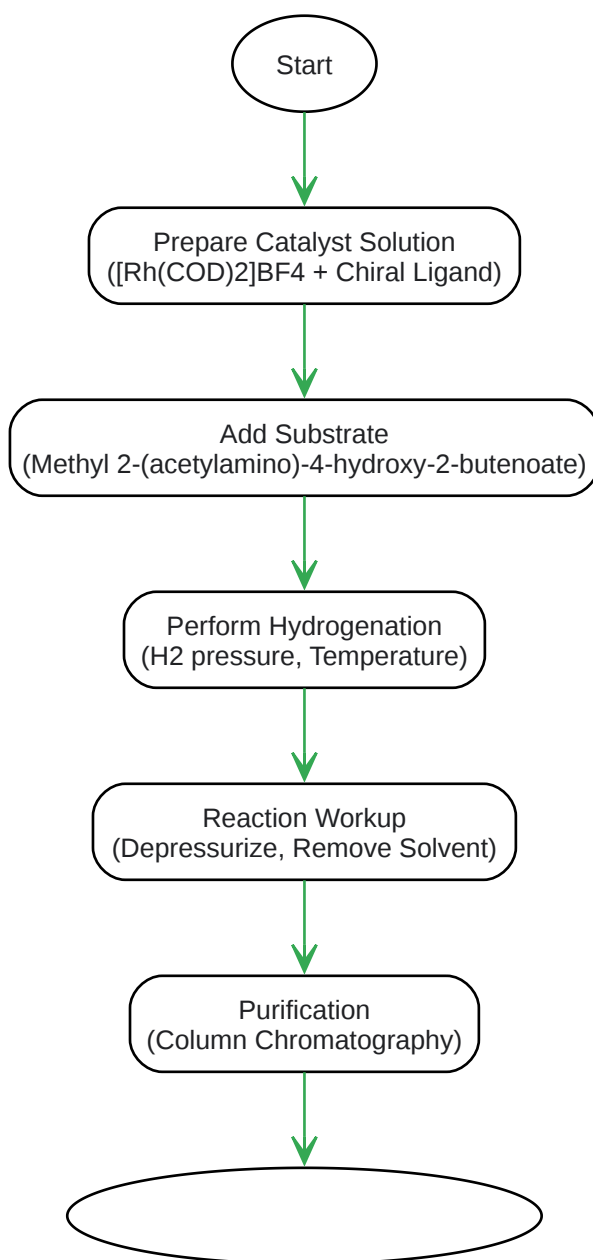 Start
Prepare Catalyst Solution
([Rh(COD)2]BF4 + Chiral Ligand)
Add Substrate
(Methyl 2-(acetylamino)-4-hydroxy-2-butenoate)
Perform Hydrogenation
(H2 pressure, Temperature)
Reaction Workup
(Depressurize, Remove Solvent)
Purification
(Column Chromatography)